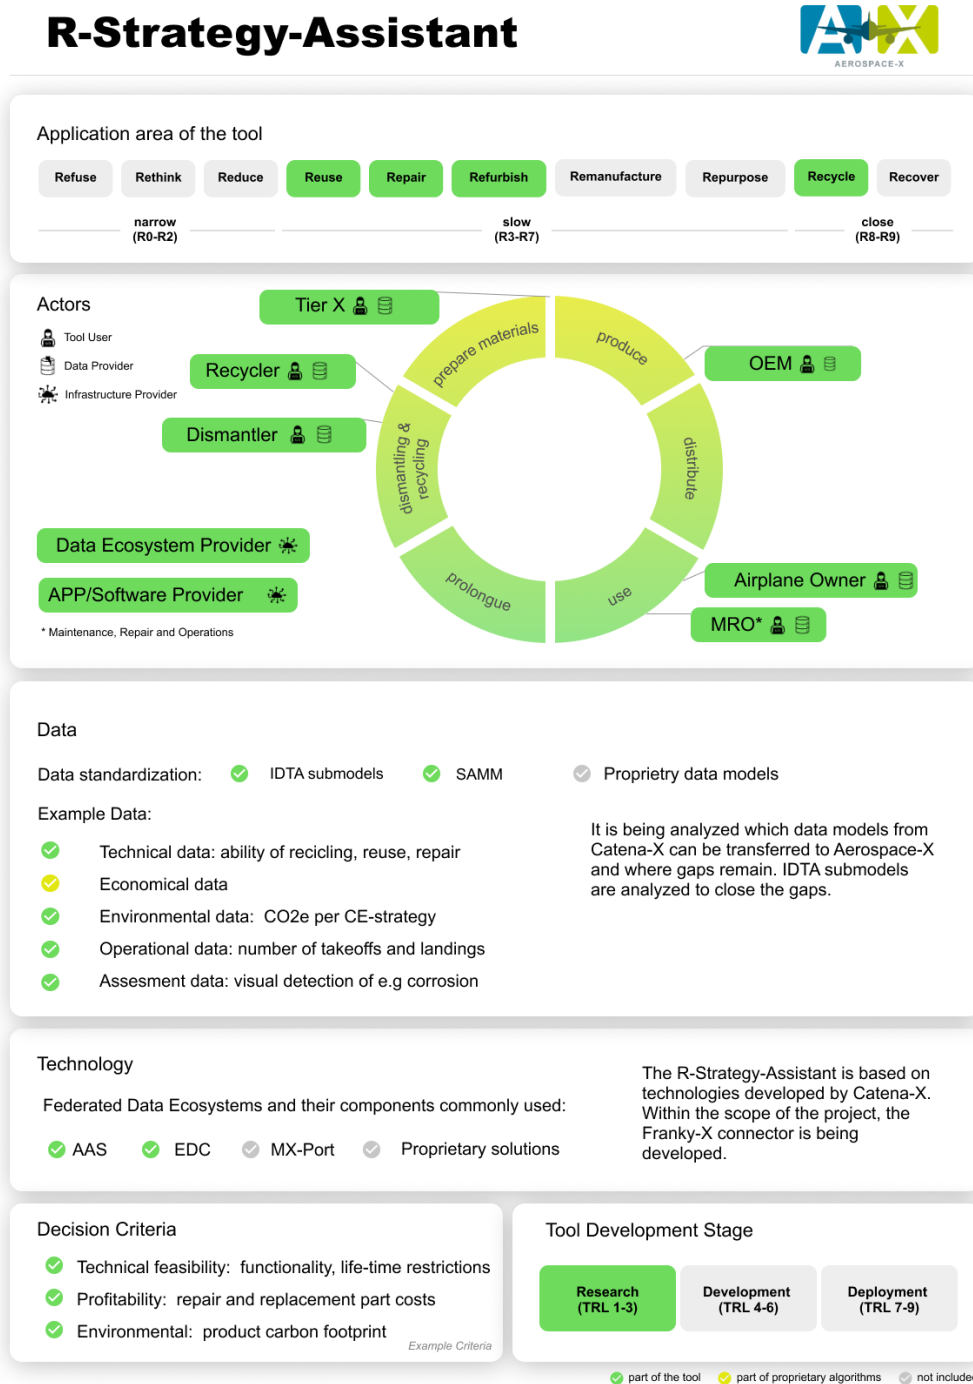 R-Strategy-Assistant
A X
AEROSPACE-X
Application area of the tool
Refuse
Rethink
Reduce
Reuse
Repair
Refurbish
Remanufacture
Repurpose
Recycle
Recover
narrow
(R0-R2)
slow
(R3-R7)
close
(R8-R9)
Actors
Tool User
Data Provider
Infrastructure Provider
Tier X
Recycler
Dismantler
OEM
Airplane Owner
MRO*
prepare materials
produce
distribute
use
prolongue
dismantling &
recycling
Data Ecosystem Provider
APP/Software Provider
* Maintenance, Repair and Operations
Data
Data standardization:
IDTA submodels
SAMM
Proprietry data models
Example Data:
Technical data: ability of recicling, reuse, repair
Economical data
Environmental data: CO2e per CE-strategy
Operational data: number of takeoffs and landings
Assesment data: visual detection of e.g corrosion
It is being analyzed which data models from
Catena-X can be transferred to Aerospace-X
and where gaps remain. IDTA submodels
are analyzed to close the gaps.
Technology
Federated Data Ecosystems and their components commonly used:
AAS
EDC
MX-Port
Proprietary solutions
The R-Strategy-Assistant is based on
technologies developed by Catena-X.
Within the scope of the project, the
Franky-X connector is being
developed.
Decision Criteria
Technical feasibility: functionality, life-time restrictions
Profitability: repair and replacement part costs
Environmental: product carbon footprint
Example Criteria
Tool Development Stage
Research
(TRL 1-3)
Development
(TRL 4-6)
Deployment
(TRL 7-9)
part of the tool
part of proprietary algorithms
not include